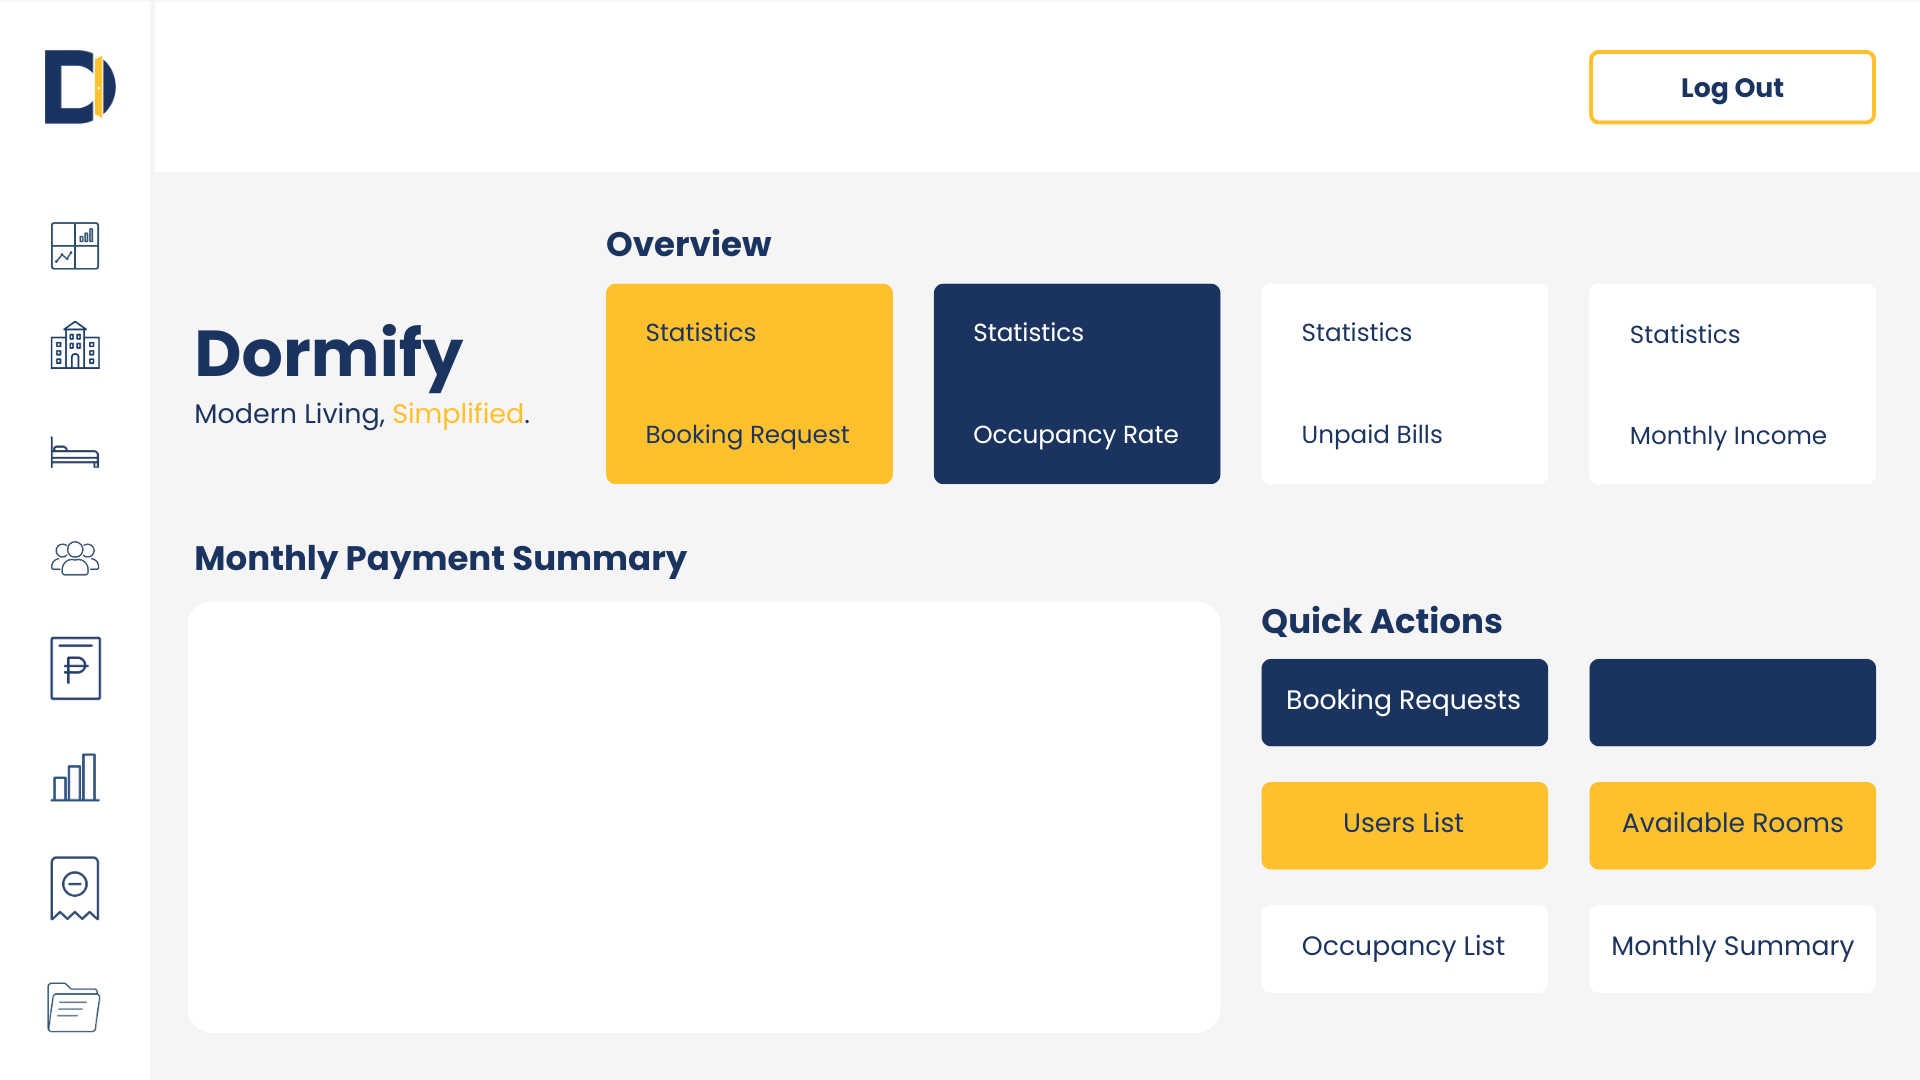 Log Out
Overview
Dormify
Modern Living, Simplified.
Statistics
Booking Request
Statistics
Occupancy Rate
Statistics
Unpaid Bills
Statistics
Monthly Income
Monthly Payment Summary
Quick Actions
Booking Requests
Users List
Available Rooms
Occupancy List
Monthly Summary